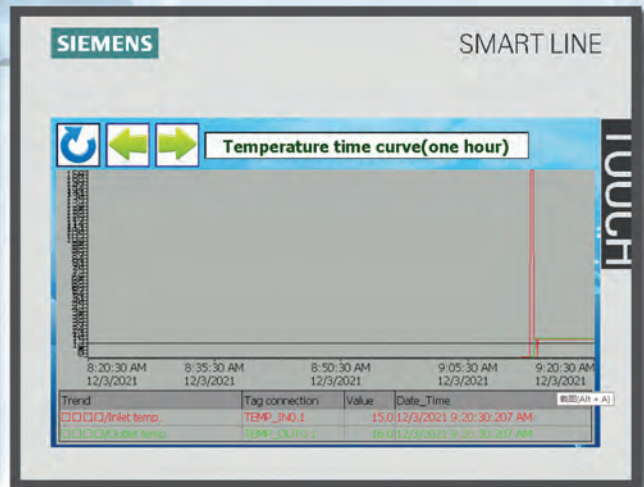 SIEMENS
SMART LINE
TOUCH
Temperature time curve(one hour)
8:20:30 AM 8:35:30 AM 8:50:30 AM 9:05:30 AM 9:20:30 AM
12/3/2021 12/3/2021 12/3/2021 12/3/2021 12/3/2021
Trend Tag connection Value Date_Time
截图(Alt + A)
□□□□/Inlet temp. TEMP_IN0.1 15.0 12/3/2021 9:20:30:207 AM
□□□□/Outlet temp. TEMP_OUT0.1 16.0 12/3/2021 9:20:30:207 AM